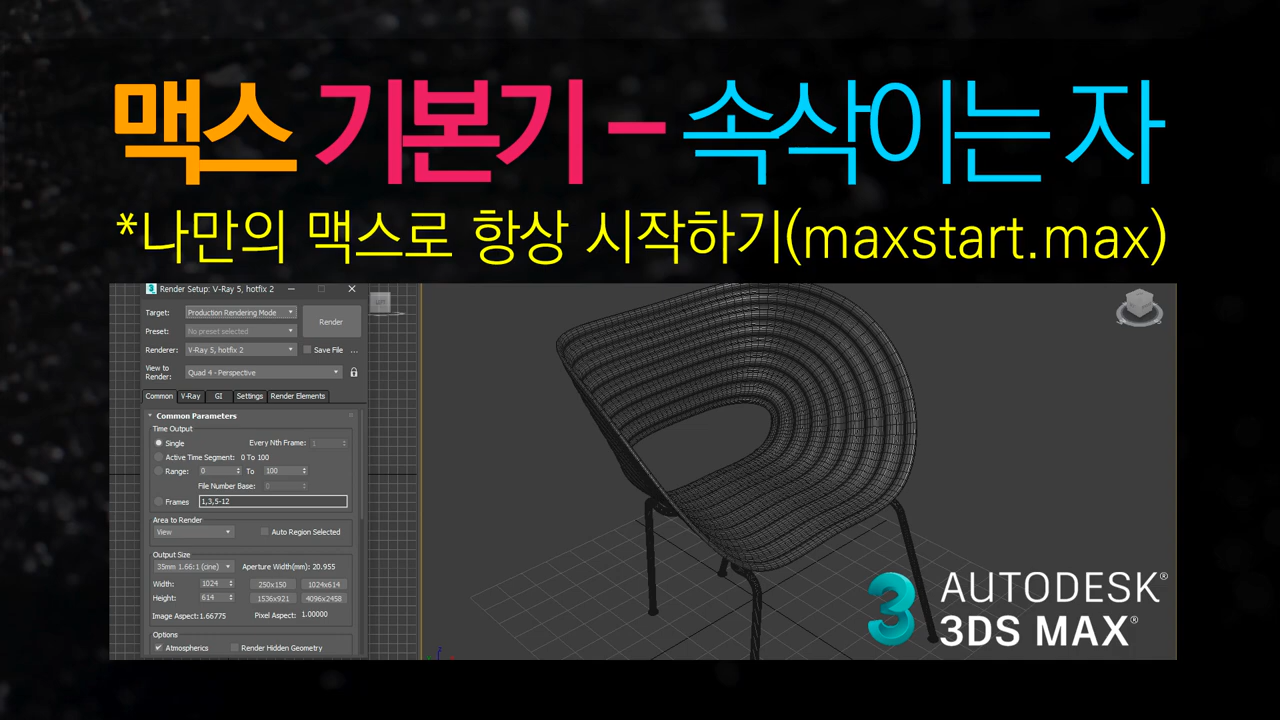 맥스 기본기 - 속삭이는 자
*나만의 맥스로 항상 시작하기(maxstart.max)
3 Render Setup: V-Ray 5, hotfix 2
Target: Production Rendering Mode
Render
Preset: No preset selected
Renderer: V-Ray 5, hotfix 2 Save File ...
View to Render: Quad 4 - Perspective
Common V-Ray GI Settings Render Elements
Common Parameters
Time Output
Single Every Nth Frame: 1
Active Time Segment: 0 To 100
Range: 0 To 100
File Number Base: 0
Frames 1,3,5-12
Area to Render
View Auto Region Selected
Output Size
35mm 1.66:1 (cine) Aperture Width(mm): 20.955
Width: 1024 250x150 1024x614
Height: 614 1536x921 4096x2458
Image Aspect: 1.66775 Pixel Aspect: 1.00000
Options
Atmospherics Render Hidden Geometry
3 AUTODESK®
3DS MAX®